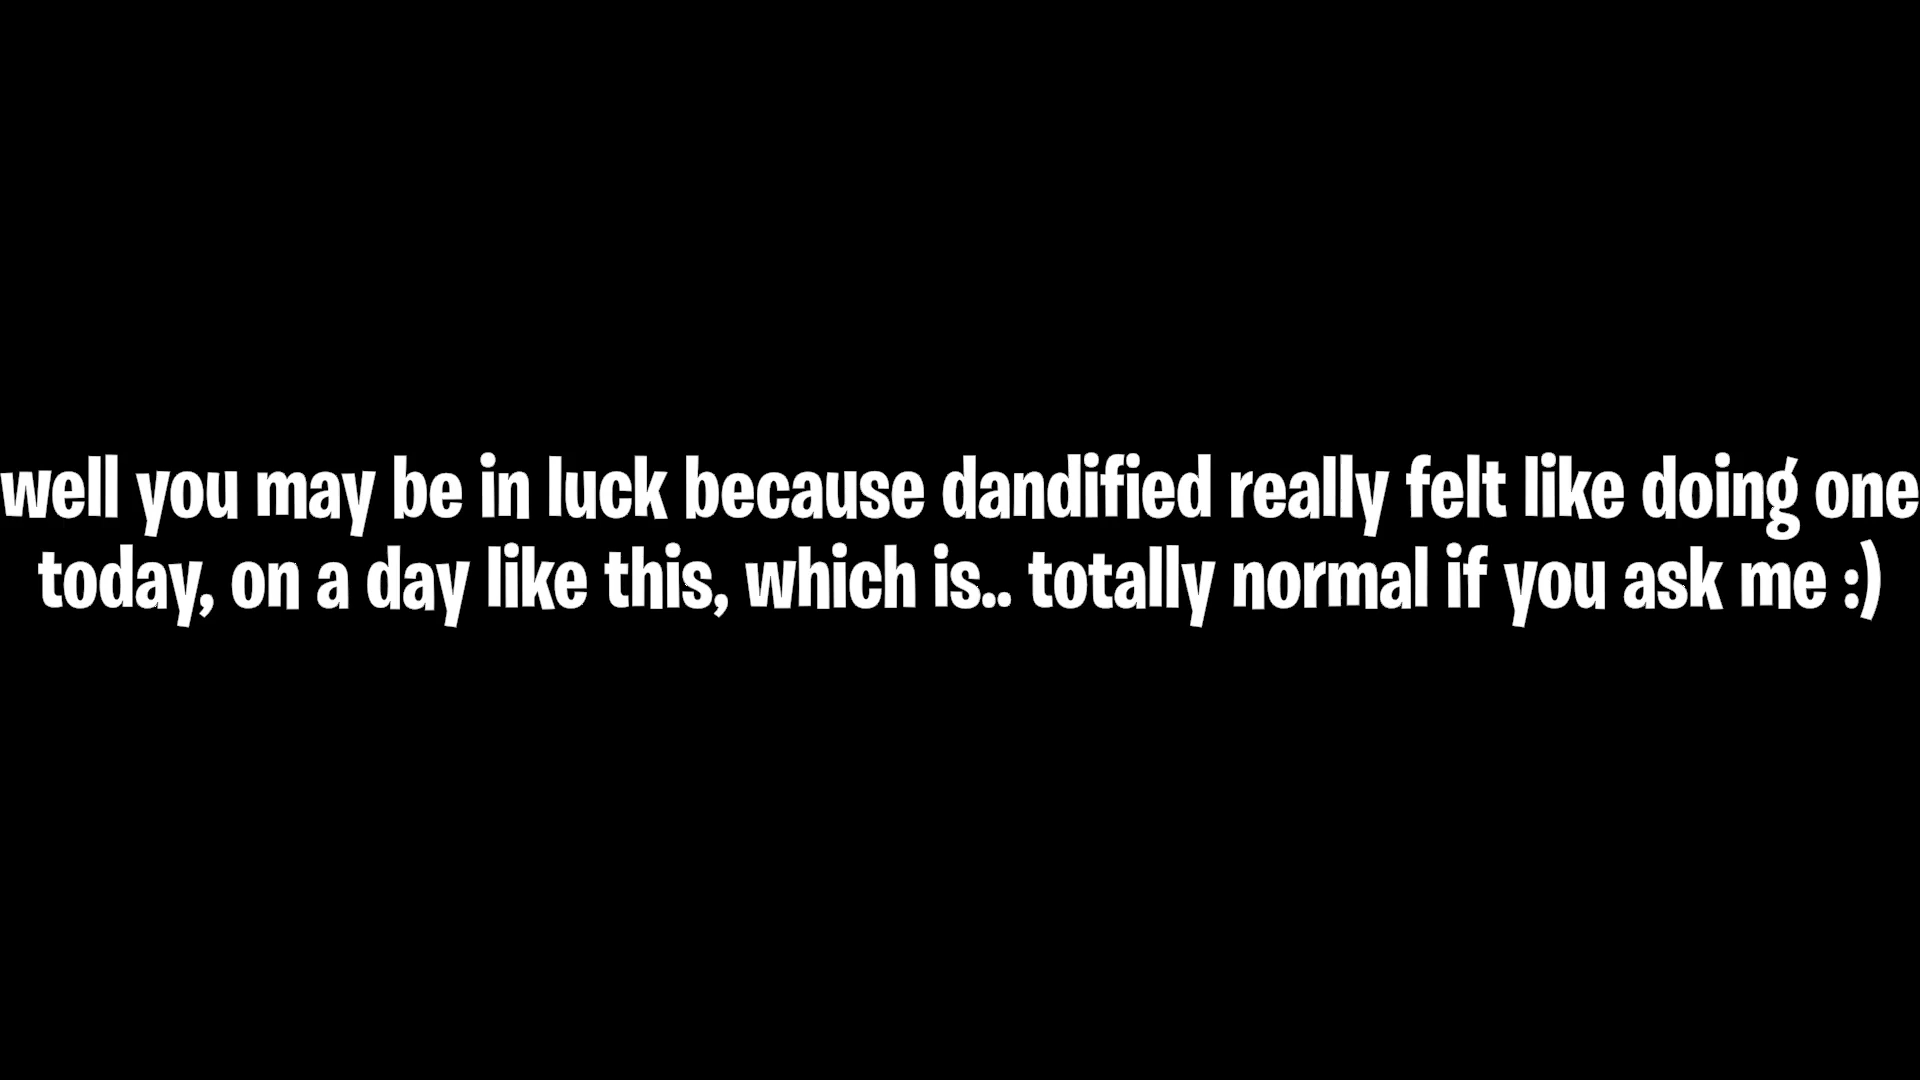 well you may be in luck because dandified really felt like doing one
today, on a day like this, which is.. totally normal if you ask me :)